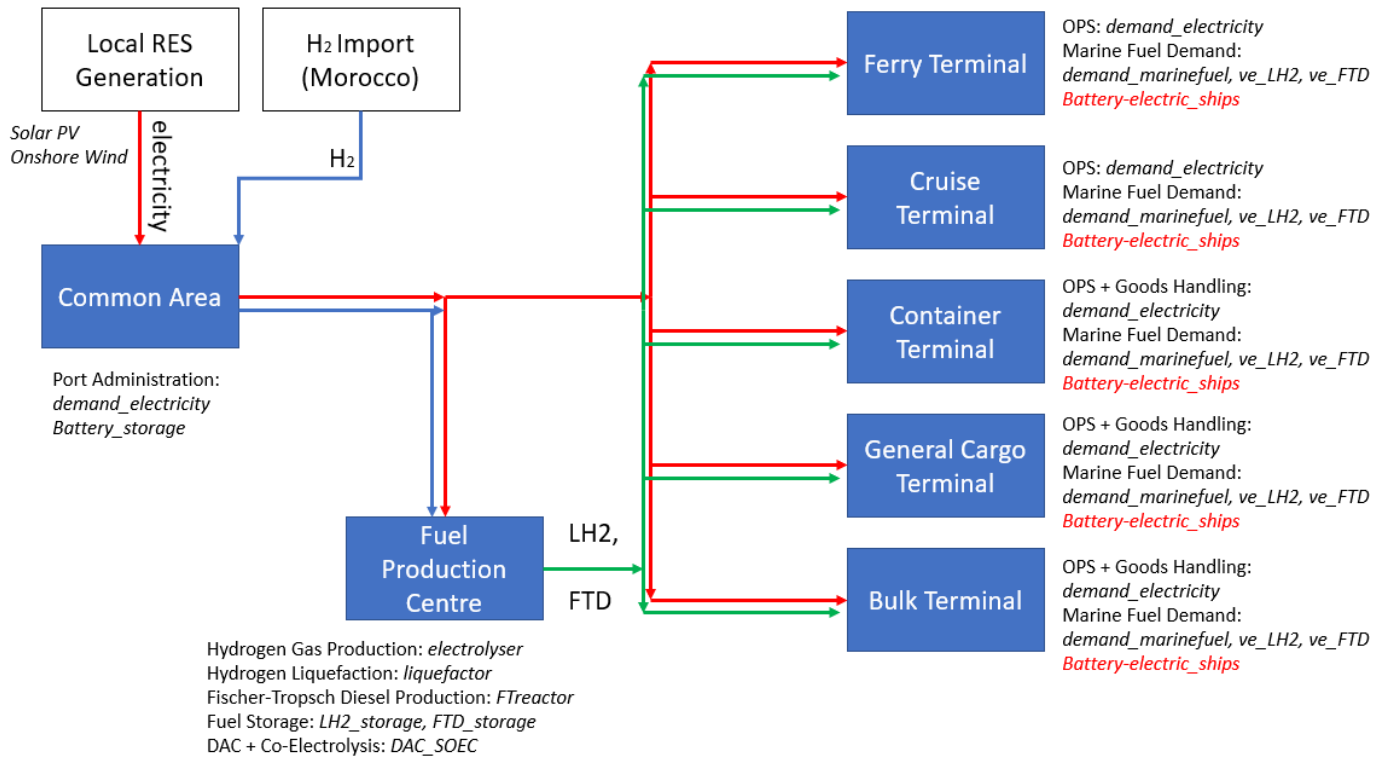 Local RES
Generation
H₂ Import
(Morocco)
Solar PV
Onshore Wind
electricity
H₂
Common Area
Port Administration:
demand_electricity
Battery_storage
Fuel
Production
Centre
LH2,
FTD
Hydrogen Gas Production: electrolyser
Hydrogen Liquefaction: liquefactor
Fischer-Tropsch Diesel Production: FTreactor
Fuel Storage: LH2_storage, FTD_storage
DAC + Co-Electrolysis: DAC_SOEC
Ferry Terminal
OPS: demand_electricity
Marine Fuel Demand:
demand_marinefuel, ve_LH2, ve_FTD
Battery-electric_ships
Cruise
Terminal
OPS: demand_electricity
Marine Fuel Demand:
demand_marinefuel, ve_LH2, ve_FTD
Battery-electric_ships
Container
Terminal
OPS + Goods Handling:
demand_electricity
Marine Fuel Demand:
demand_marinefuel, ve_LH2, ve_FTD
Battery-electric_ships
General Cargo
Terminal
OPS + Goods Handling:
demand_electricity
Marine Fuel Demand:
demand_marinefuel, ve_LH2, ve_FTD
Battery-electric_ships
Bulk Terminal
OPS + Goods Handling:
demand_electricity
Marine Fuel Demand:
demand_marinefuel, ve_LH2, ve_FTD
Battery-electric_ships